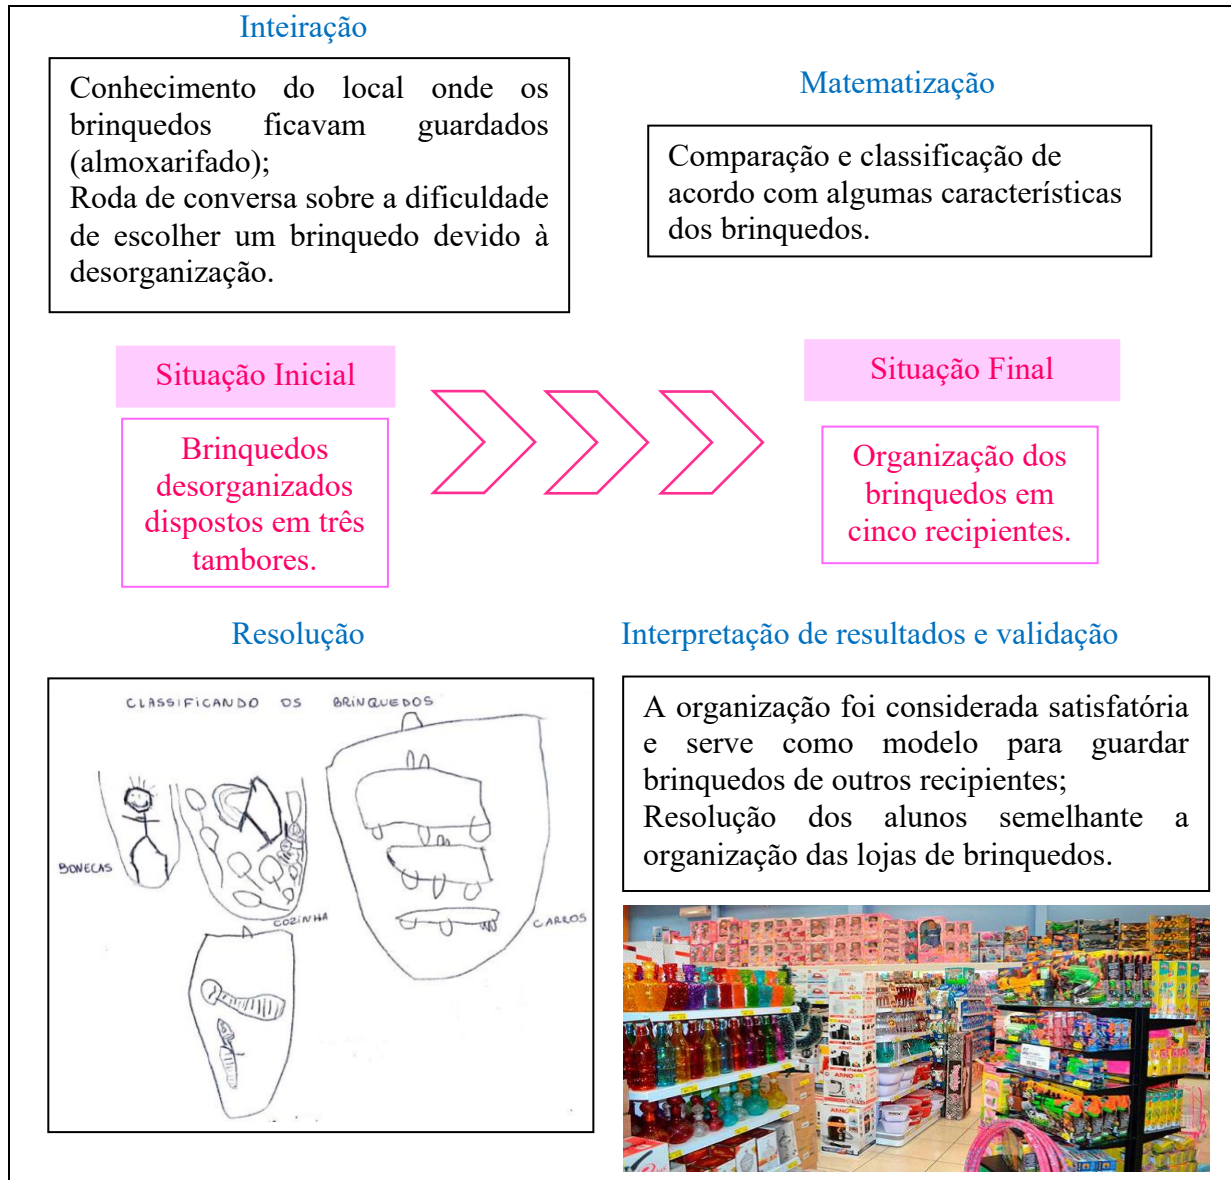 Inteiração
Conhecimento do local onde os
brinquedos ficavam guardados
(almoxarifado);
Roda de conversa sobre a dificuldade
de escolher um brinquedo devido à
desorganização.
Matematização
Comparação e classificação de
acordo com algumas características
dos brinquedos.
Situação Inicial
Brinquedos
desorganizados
dispostos em três
tambores.
Situação Final
Organização dos
brinquedos em
cinco recipientes.
Resolução
CLASSIFICANDO OS BRINQUEDOS
BONECAS
COZINHA
CARROS
Interpretação de resultados e validação
A organização foi considerada satisfatória
e serve como modelo para guardar
brinquedos de outros recipientes;
Resolução dos alunos semelhante a
organização das lojas de brinquedos.
ARNO
ARNO
ARNO